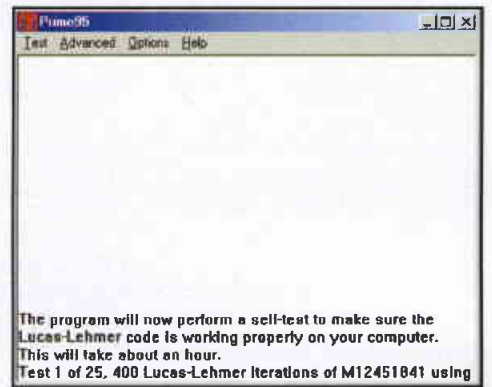 Prime95
Test Advanced Options Help
The program will now perform a self-test to make sure the
Lucas-Lehmer code is working properly on your computer.
This will take about an hour.
Test 1 of 25, 400 Lucas-Lehmer iterations of M12451841 using